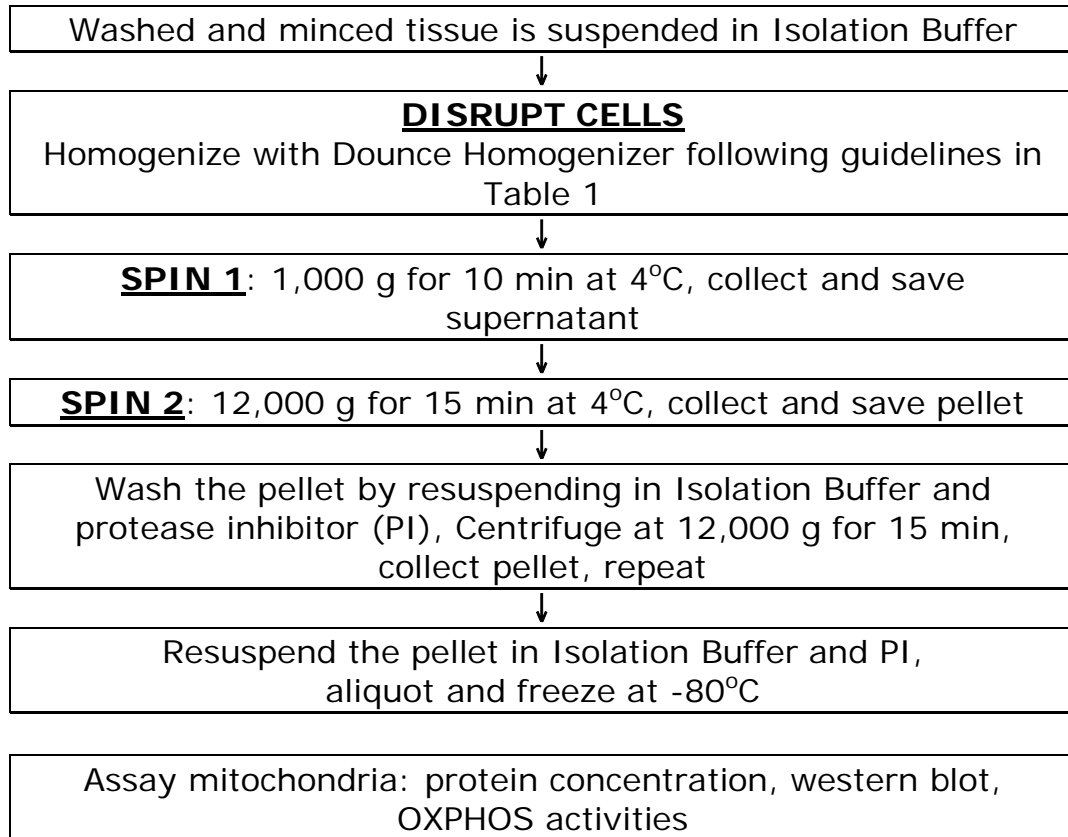 Washed and minced tissue is suspended in Isolation Buffer
DISRUPT CELLS
Homogenize with Dounce Homogenizer following guidelines in
Table 1
SPIN 1: 1,000 g for 10 min at 4°C, collect and save
supernatant
SPIN 2: 12,000 g for 15 min at 4°C, collect and save pellet
Wash the pellet by resuspending in Isolation Buffer and
protease inhibitor (PI), Centrifuge at 12,000 g for 15 min,
collect pellet, repeat
Resuspend the pellet in Isolation Buffer and PI,
aliquot and freeze at -80°C
Assay mitochondria: protein concentration, western blot,
OXPHOS activities